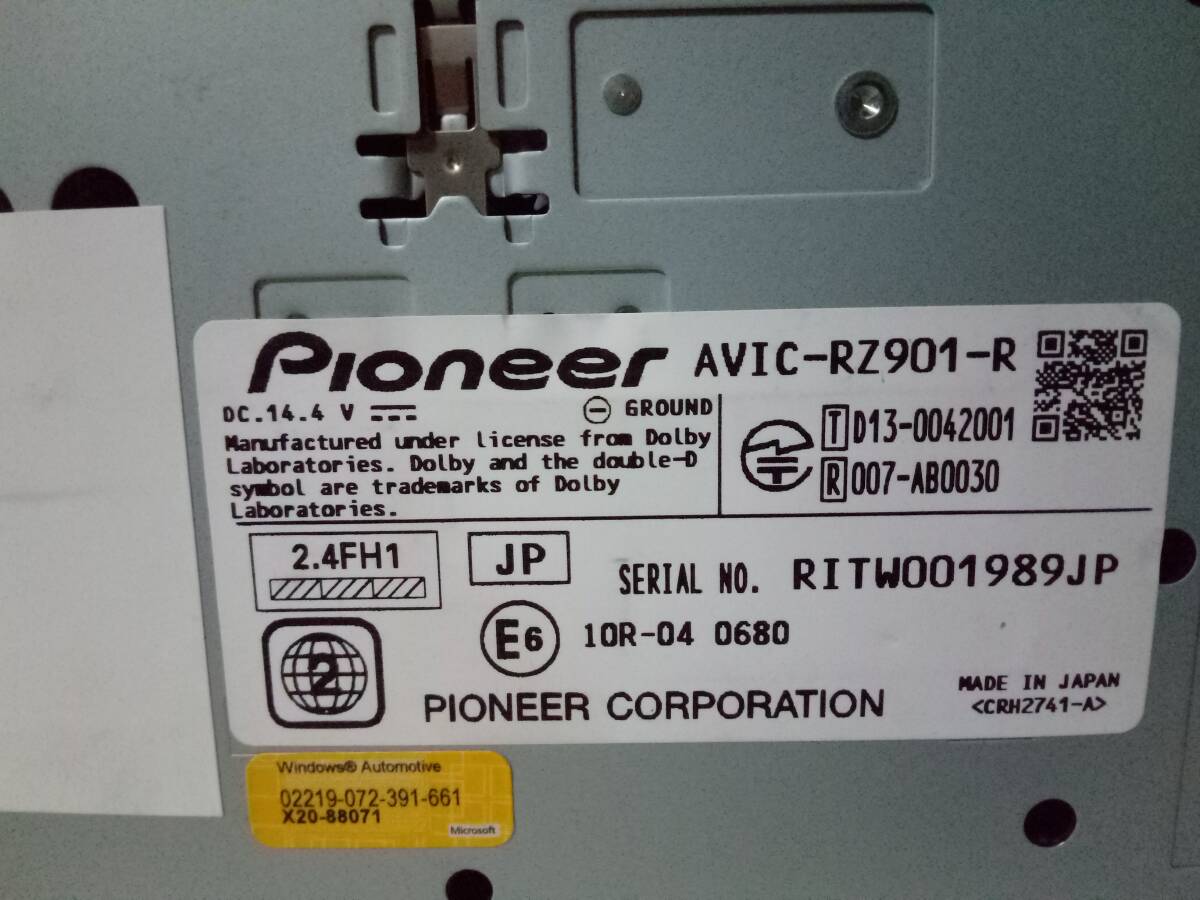 Pioneer AVIC-RZ901-R
DC.14.4 V ⊖ GROUND
Manufactured under license from Dolby
Laboratories. Dolby and the double-D
symbol are trademarks of Dolby
Laboratories.
T D13-0042001
R 007-AB0030
2.4FH1
JP
SERIAL NO. RITW001989JP
2
E6 10R-04 0680
PIONEER CORPORATION
MADE IN JAPAN
<CRH2741-A>
Windows® Automotive
02219-072-391-661
X20-88071
Microsoft